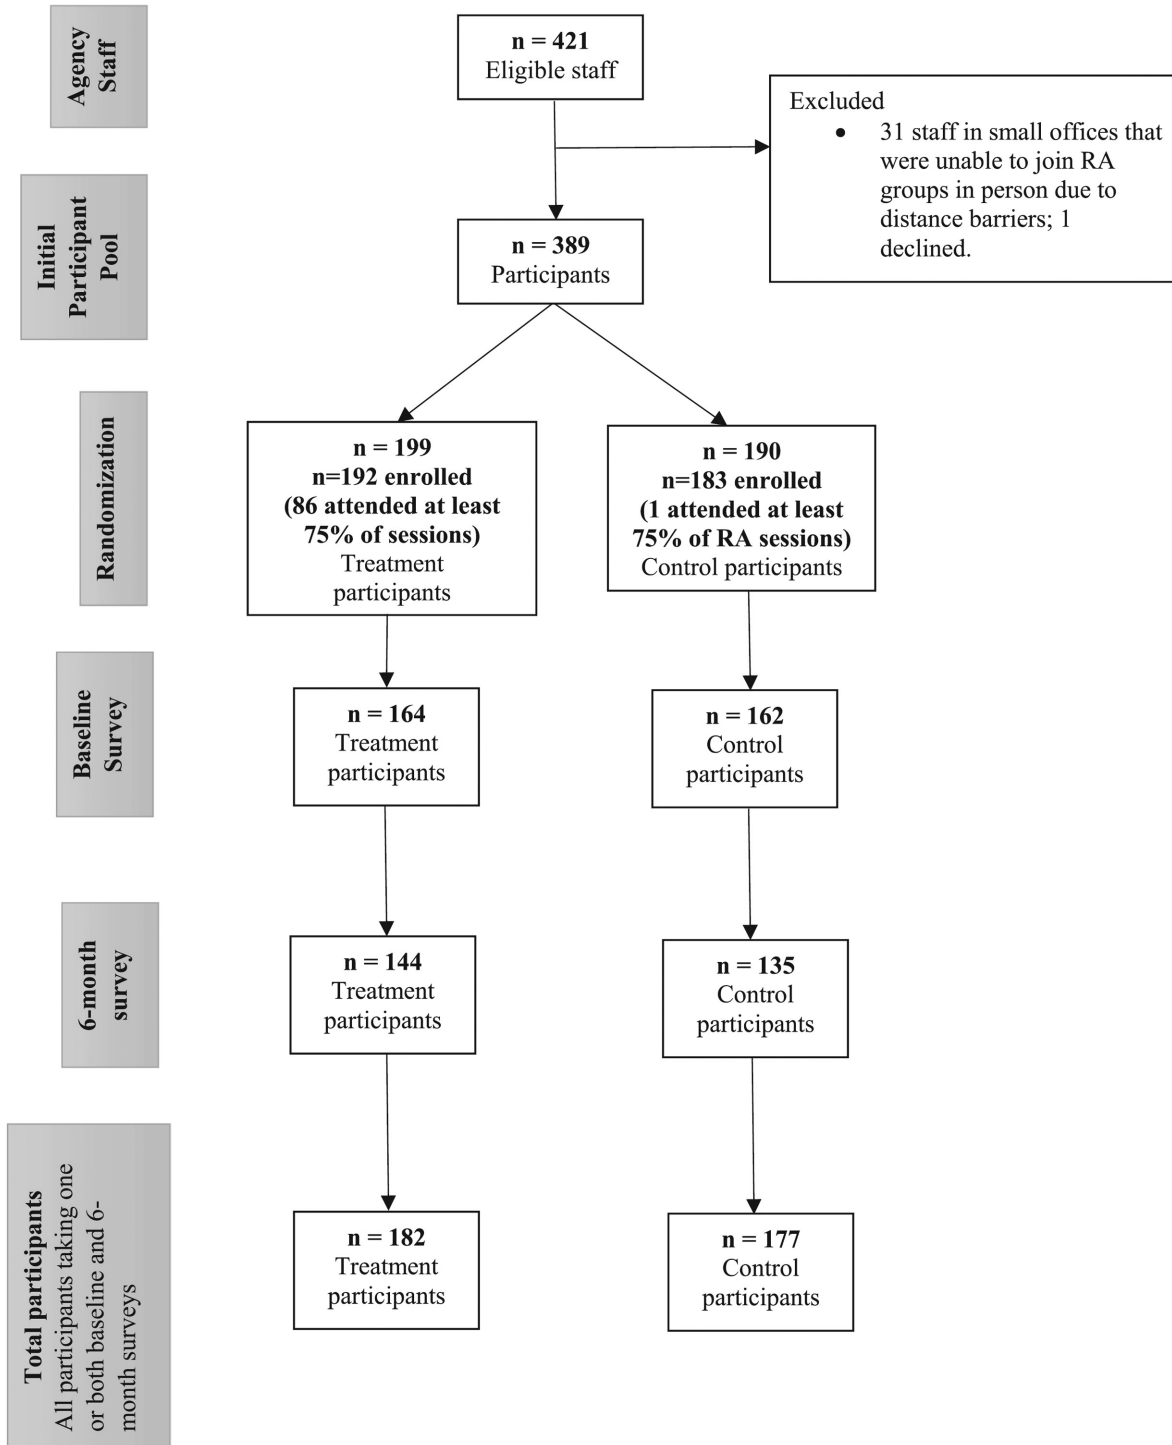 Agency
Staff
n = 421
Eligible staff
Excluded
• 31 staff in small offices that
were unable to join RA
groups in person due to
distance barriers; 1
declined.
Initial
Participant
Pool
n = 389
Participants
Randomization
n = 199
n=192 enrolled
(86 attended at least
75% of sessions)
Treatment
participants
n = 190
n=183 enrolled
(1 attended at least
75% of RA sessions)
Control participants
Baseline
Survey
n = 164
Treatment
participants
n = 162
Control
participants
6-month
survey
n = 144
Treatment
participants
n = 135
Control
participants
Total participants
All participants taking one
or both baseline and 6-
month surveys
n = 182
Treatment
participants
n = 177
Control
participants